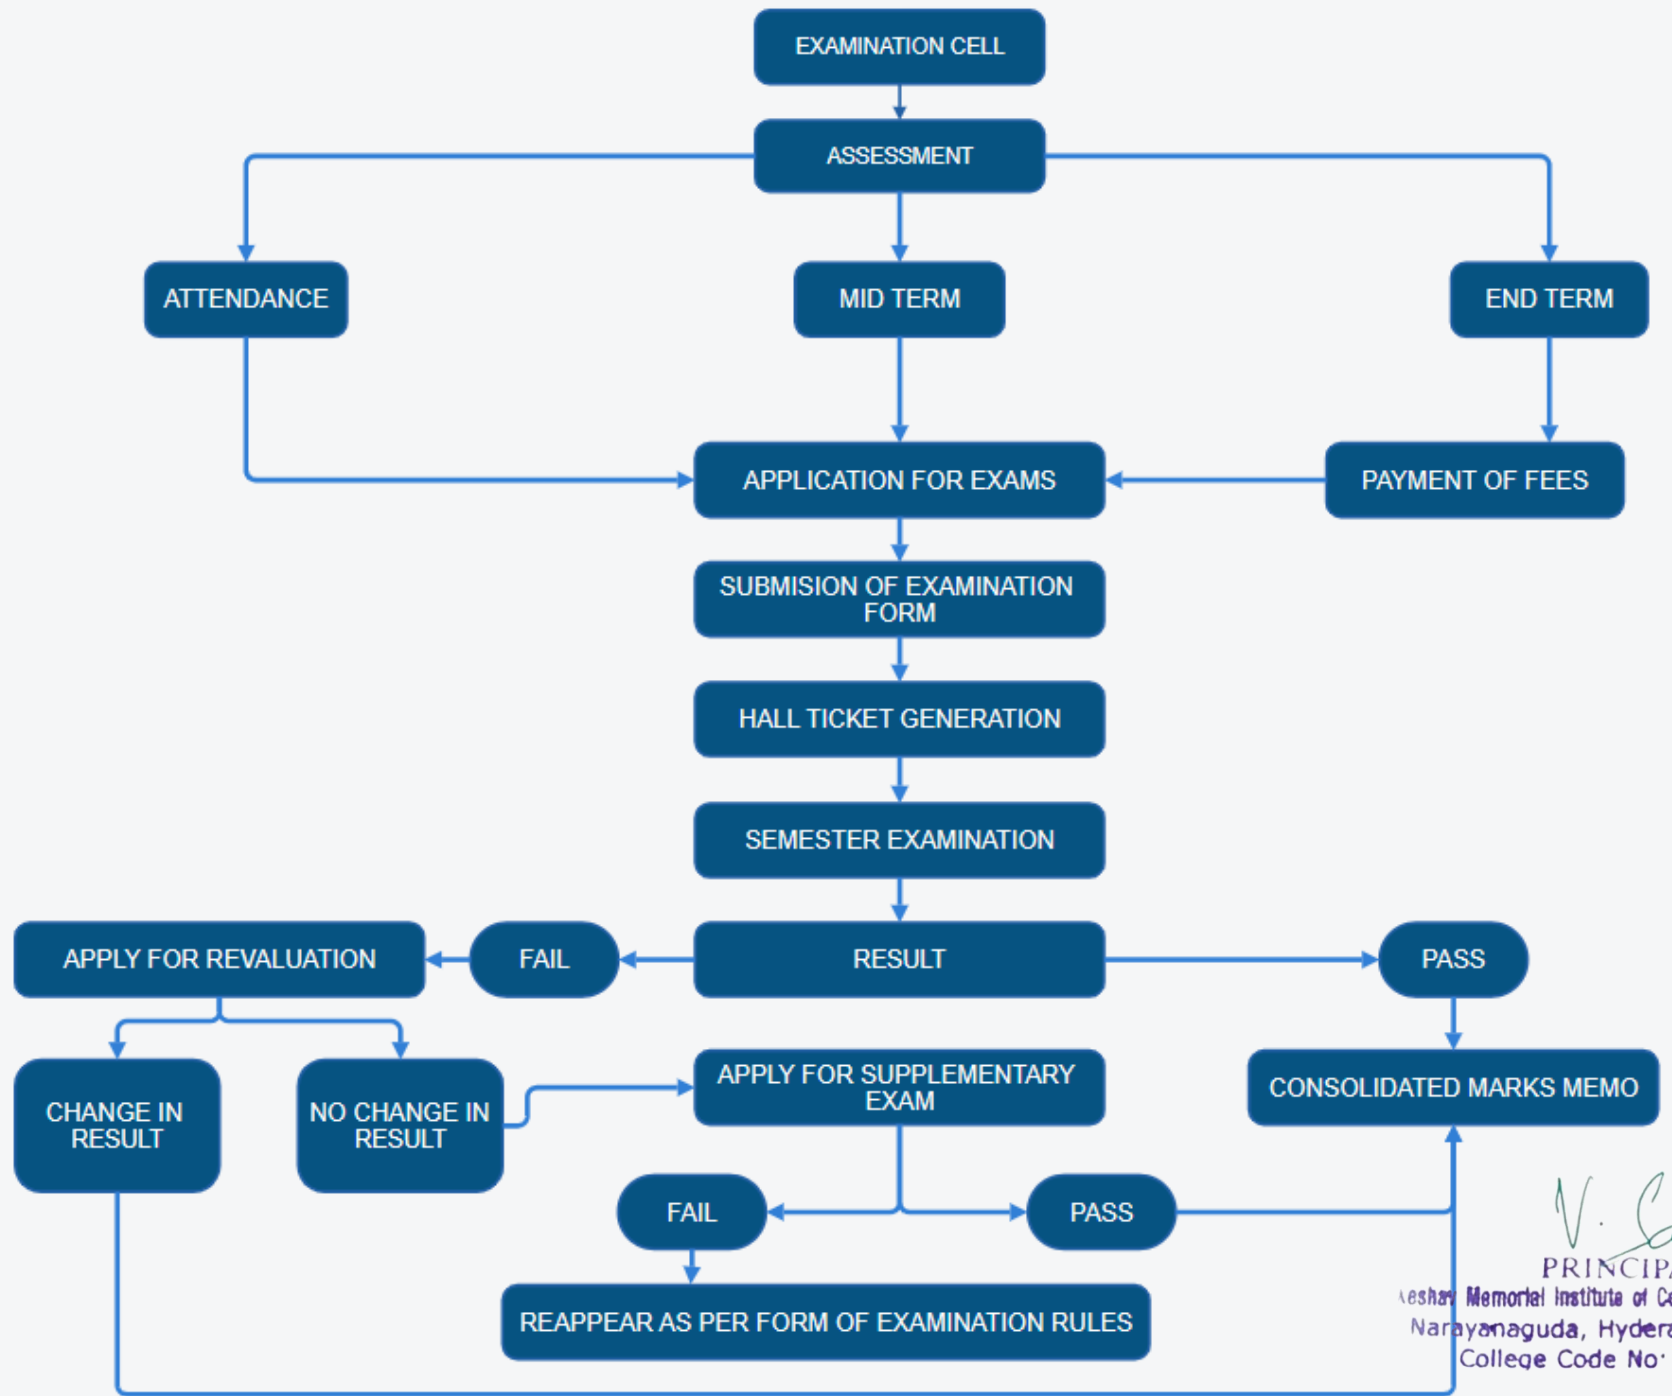 EXAMINATION CELL
ASSESSMENT
ATTENDANCE
MID TERM
END TERM
APPLICATION FOR EXAMS
PAYMENT OF FEES
SUBMISION OF EXAMINATION
FORM
HALL TICKET GENERATION
SEMESTER EXAMINATION
APPLY FOR REVALUATION
FAIL
RESULT
PASS
CHANGE IN
RESULT
NO CHANGE IN
RESULT
APPLY FOR SUPPLEMENTARY
EXAM
CONSOLIDATED MARKS MEMO
FAIL
PASS
REAPPEAR AS PER FORM OF EXAMINATION RULES
V.
PRINCIPA
eshav Memorial Institute of Co
Narayanaguda, Hydera
College Code No